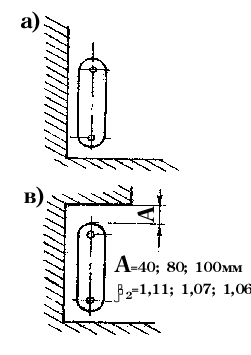 а)
в)
А
А=40; 80; 100мм
β₂=1,11; 1,07; 1,06